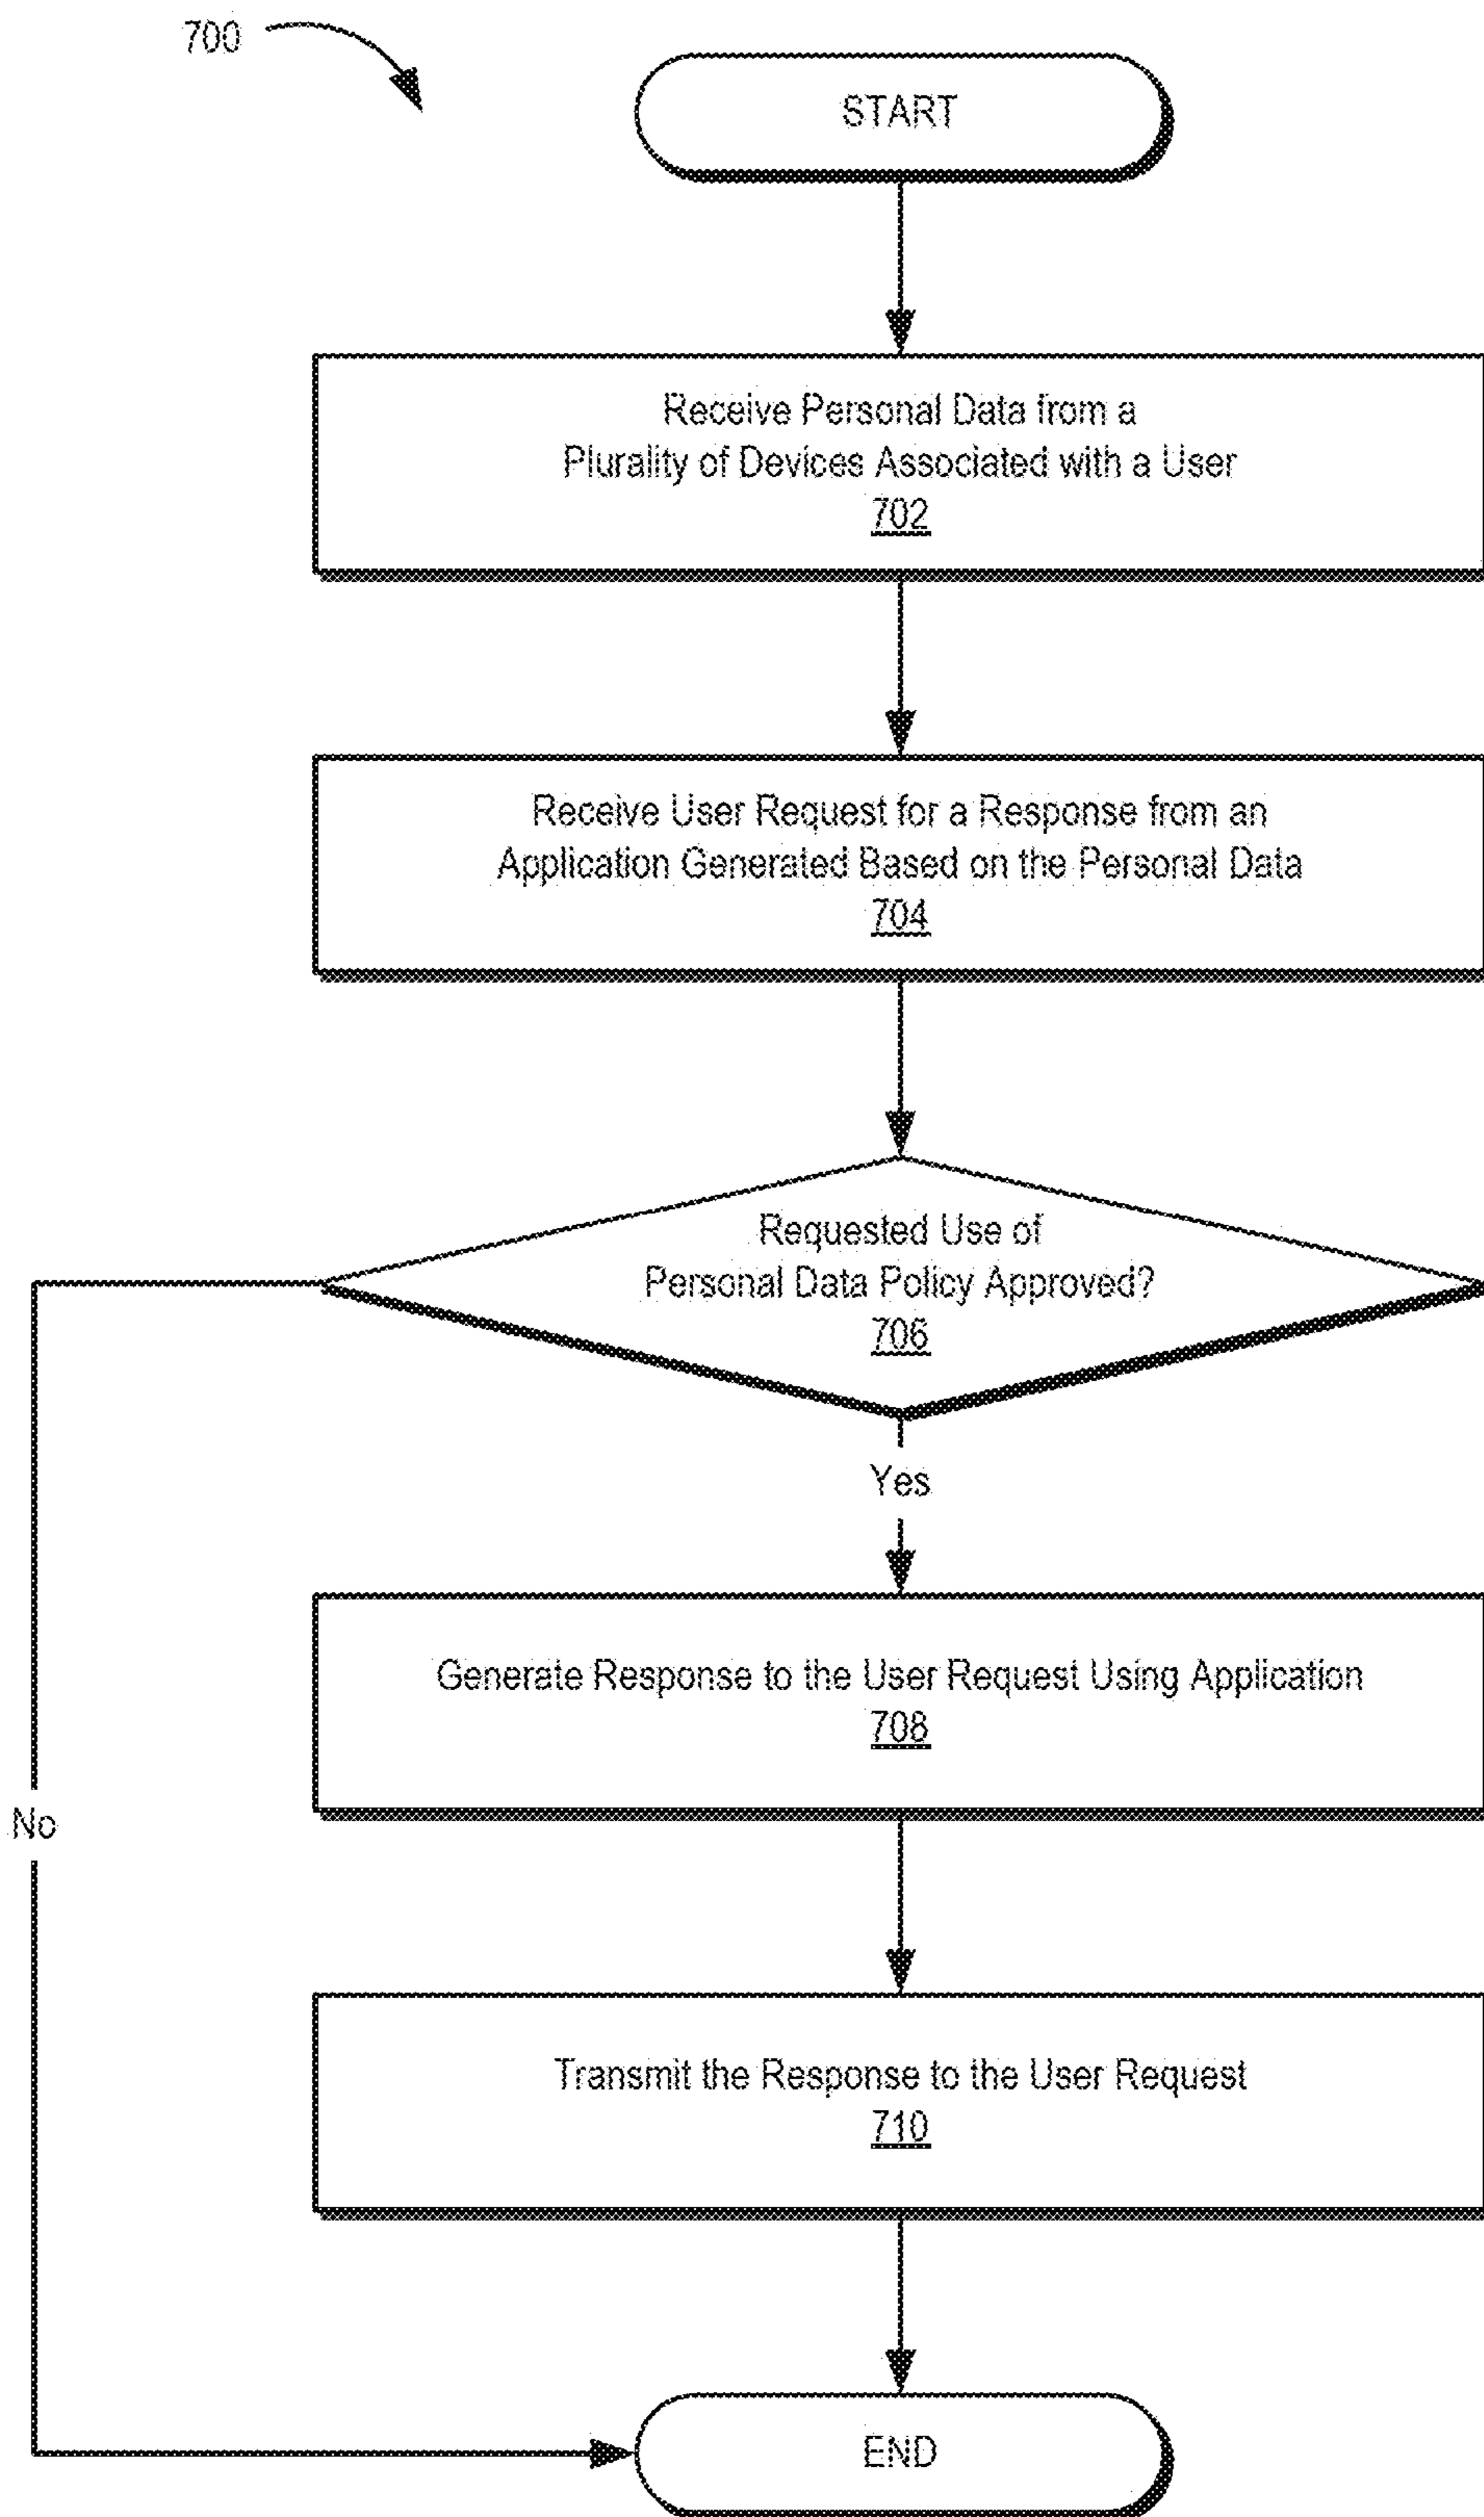 700
START
Receive Personal Data from a
Plurality of Devices Associated with a User
702
Receive User Request for a Response from an
Application Generated Based on the Personal Data
704
Requested Use of
Personal Data Policy Approved?
706
Yes
Generate Response to the User Request Using Application
708
No
Transmit the Response to the User Request
710
END